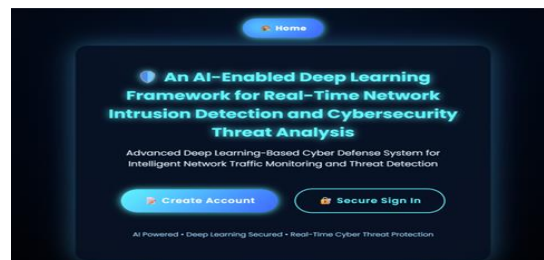 Home
An AI-Enabled Deep Learning
Framework for Real-Time Network
Intrusion Detection and Cybersecurity
Threat Analysis
Advanced Deep Learning-Based Cyber Defense System for
Intelligent Network Traffic Monitoring and Threat Detection
Create Account Secure Sign In
AI Powered • Deep Learning Secured • Real-Time Cyber Threat Protection